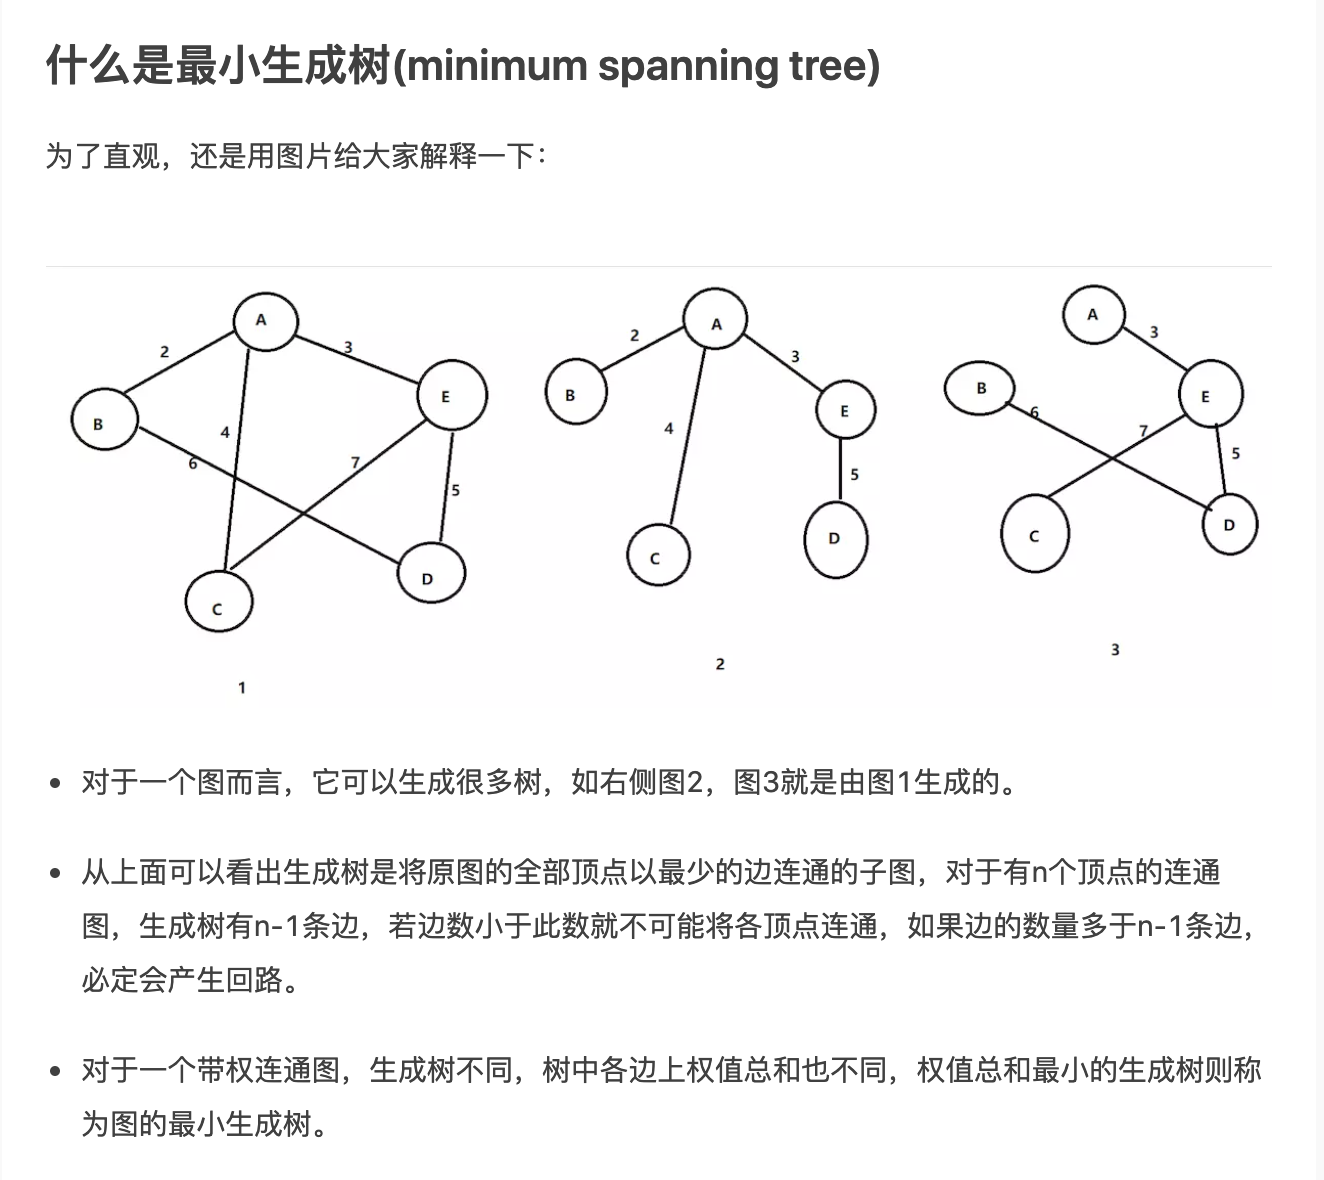 什么是最小生成树(minimum spanning tree)
为了直观，还是用图片给大家解释一下：
A
2
3
B
E
4
6
7
5
C
D
1
A
2
3
B
E
4
5
C
D
2
A
3
B
E
6
7
5
C
D
3
对于一个图而言，它可以生成很多树，如右侧图2，图3就是由图1生成的。
从上面可以看出生成树是将原图的全部顶点以最少的边连通的子图，对于有n个顶点的连通
图，生成树有n-1条边，若边数小于此数就不可能将各顶点连通，如果边的数量多于n-1条边，
必定会产生回路。
对于一个带权连通图，生成树不同，树中各边上权值总和也不同，权值总和最小的生成树则称
为图的最小生成树。